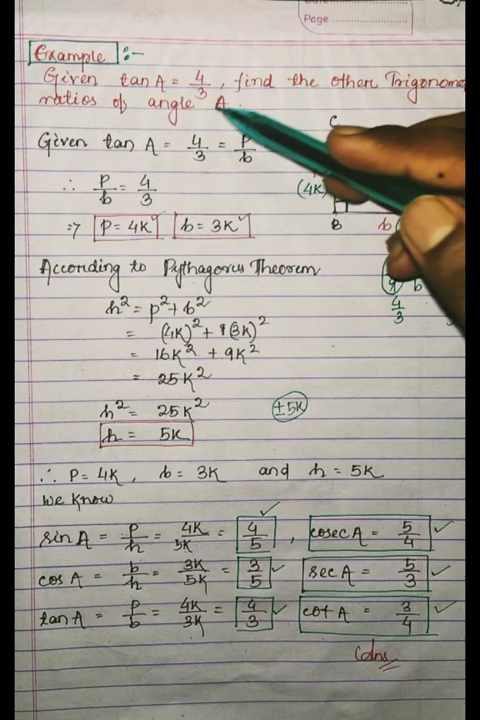 Page
Example :-
Given tan A = 4/3, find the other Trigonome
ratios of angle A.
Given tan A = 4/3 = P/b
∴ P/b = 4/3
=> P = 4K b = 3K
C
(4K)
B b
According to Pythagorus Theorem
h² = p² + b²
= (4K)² + (3K)²
= 16K² + 9K²
= 25K²
h² = 25K² ±5K
h = 5K
4/3
∴ P = 4K, b = 3K and h = 5K
We know
sin A = P/h = 4K/5K = 4/5, cosec A = 5/4
cos A = b/h = 3K/5K = 3/5 sec A = 5/3
tan A = P/b = 4K/3K = 4/3 cot A = 3/4